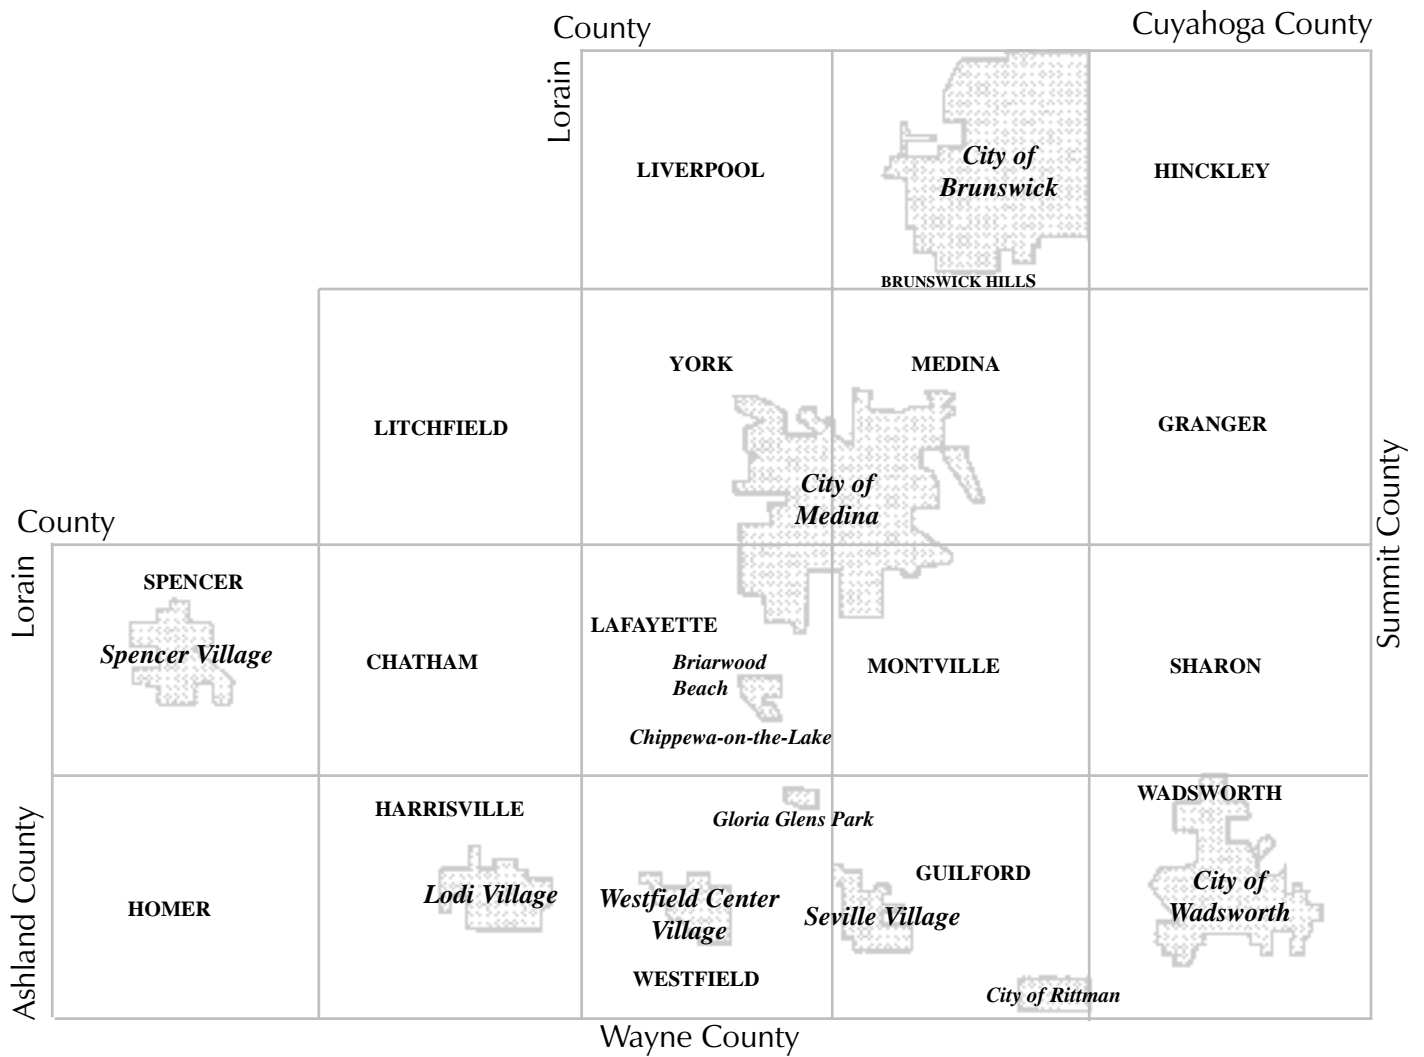 County
Cuyahoga County
Lorain
LIVERPOOL
City of
Brunswick
HINCKLEY
BRUNSWICK HILLS
YORK
MEDINA
LITCHFIELD
GRANGER
City of
Medina
Summit County
County
Lorain
SPENCER
Spencer Village
CHATHAM
LAFAYETTE
Briarwood
Beach
MONTVILLE
SHARON
Chippewa-on-the-Lake
Ashland County
HARRISVILLE
Gloria Glens Park
WADSWORTH
HOMER
Lodi Village
Westfield Center
Village
GUILFORD
Seville Village
City of
Wadsworth
WESTFIELD
City of Rittman
Wayne County